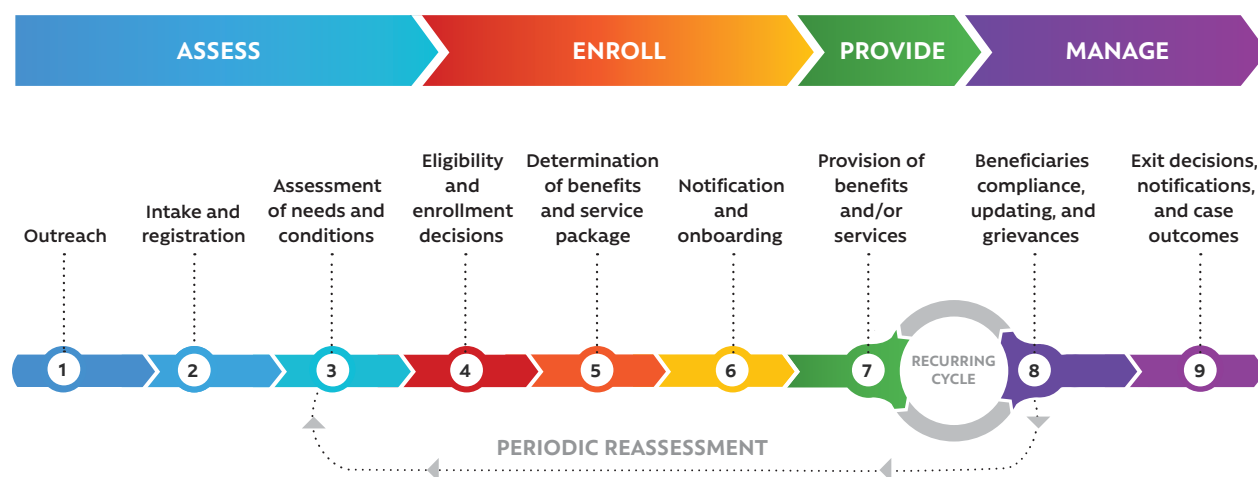 ASSESS
ENROLL
PROVIDE
MANAGE
Outreach
Intake and
registration
Assessment
of needs and
conditions
Eligibility
and
enrollment
decisions
Determination
of benefits
and service
package
Notification
and
onboarding
Provision of
benefits
and/or
services
Beneficiaries
compliance,
updating, and
grievances
Exit decisions,
notifications,
and case
outcomes
1
2
3
4
5
6
7
RECURRING
CYCLE
8
9
PERIODIC REASSESSMENT